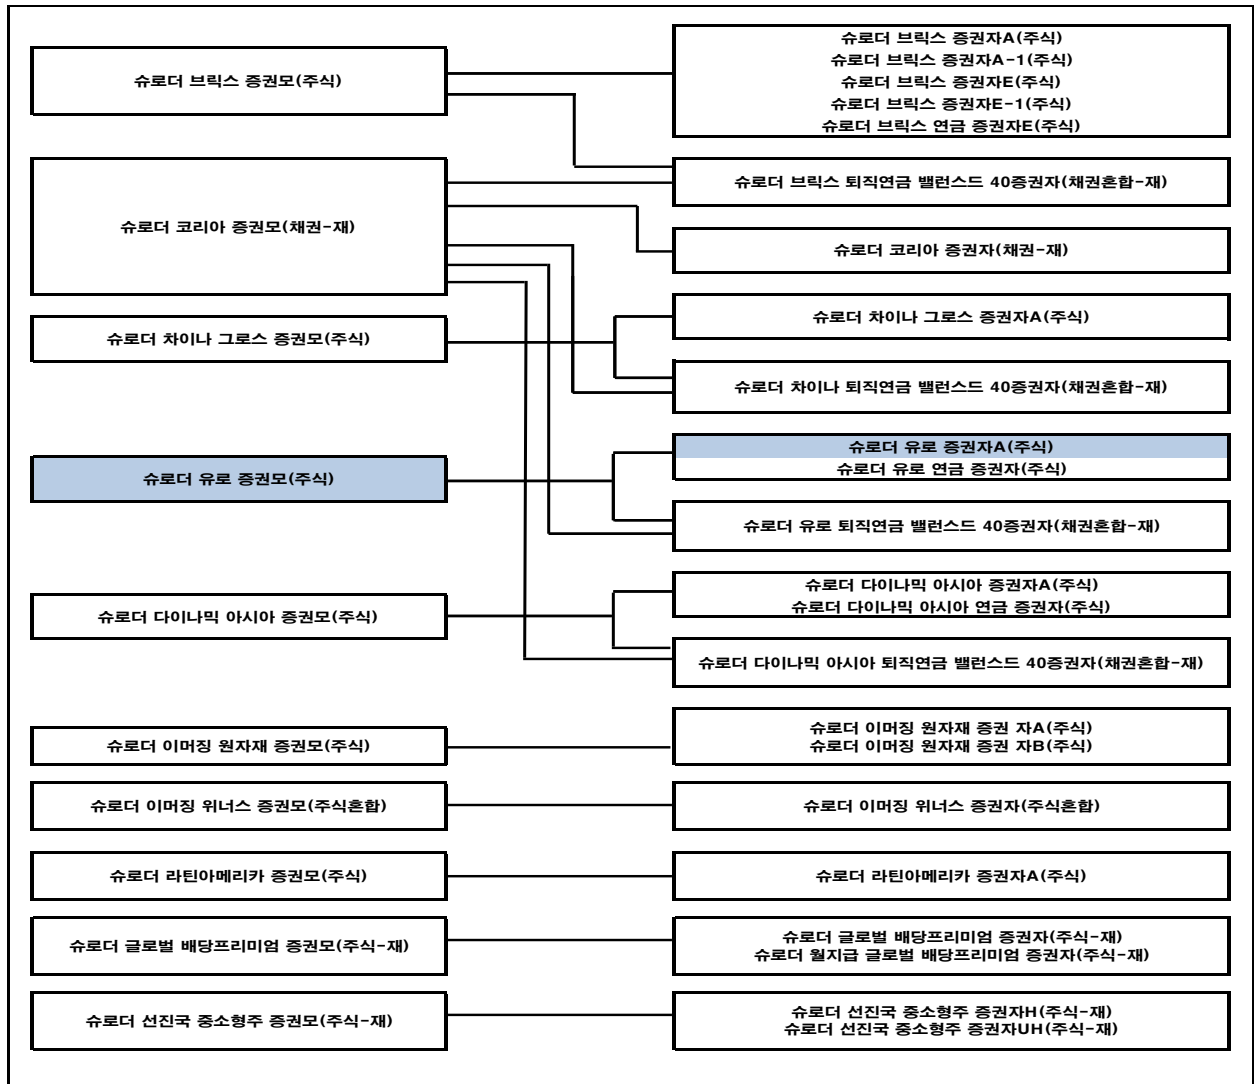 슈로더 브릭스 증권모(주식)
슈로더 브릭스 증권자A(주식)
슈로더 브릭스 증권자A-1(주식)
슈로더 브릭스 증권자E(주식)
슈로더 브릭스 증권자E-1(주식)
슈로더 브릭스 연금 증권자E(주식)
슈로더 브릭스 퇴직연금 밸런스드 40증권자(채권혼합-재)
슈로더 코리아 증권모(채권-재)
슈로더 코리아 증권자(채권-재)
슈로더 차이나 그로스 증권모(주식)
슈로더 차이나 그로스 증권자A(주식)
슈로더 차이나 퇴직연금 밸런스드 40증권자(채권혼합-재)
슈로더 유로 증권모(주식)
슈로더 유로 증권자A(주식)
슈로더 유로 연금 증권자(주식)
슈로더 유로 퇴직연금 밸런스드 40증권자(채권혼합-재)
슈로더 다이나믹 아시아 증권모(주식)
슈로더 다이나믹 아시아 증권자A(주식)
슈로더 다이나믹 아시아 연금 증권자(주식)
슈로더 다이나믹 아시아 퇴직연금 밸런스드 40증권자(채권혼합-재)
슈로더 이머징 원자재 증권모(주식)
슈로더 이머징 원자재 증권 자A(주식)
슈로더 이머징 원자재 증권 자B(주식)
슈로더 이머징 위너스 증권모(주식혼합)
슈로더 이머징 위너스 증권자(주식혼합)
슈로더 라틴아메리카 증권모(주식)
슈로더 라틴아메리카 증권자A(주식)
슈로더 글로벌 배당프리미엄 증권모(주식-재)
슈로더 글로벌 배당프리미엄 증권자(주식-재)
슈로더 월지급 글로벌 배당프리미엄 증권자(주식-재)
슈로더 선진국 중소형주 증권모(주식-재)
슈로더 선진국 중소형주 증권자H(주식-재)
슈로더 선진국 중소형주 증권자UH(주식-재)